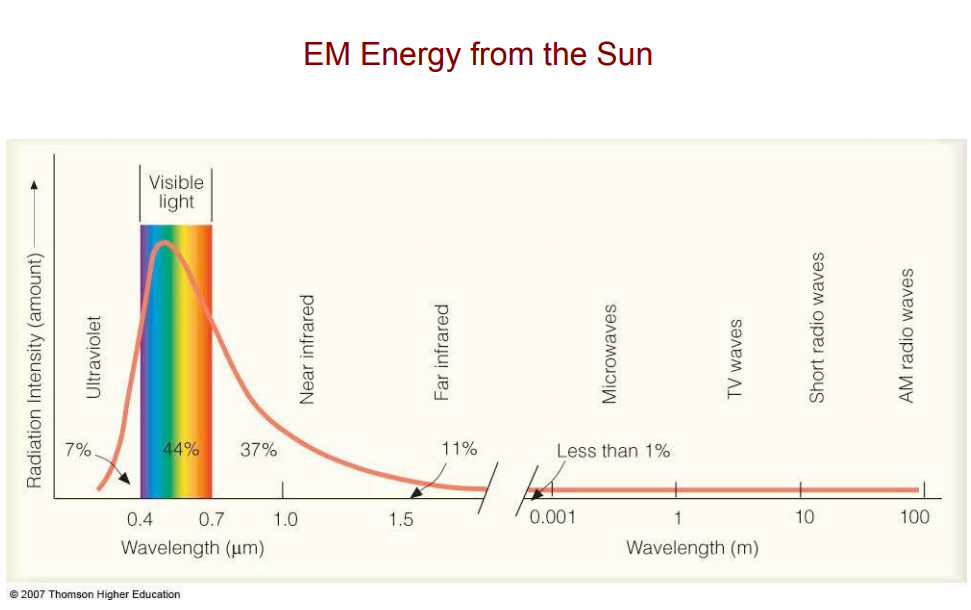 EM Energy from the Sun
Visible
light
Radiation Intensity (amount)
Ultraviolet
Near infrared
Far infrared
Microwaves
TV waves
Short radio waves
AM radio waves
7%
44%
37%
11%
Less than 1%
0.4
0.7
1.0
1.5
0.001
1
10
100
Wavelength (μm)
Wavelength (m)
© 2007 Thomson Higher Education